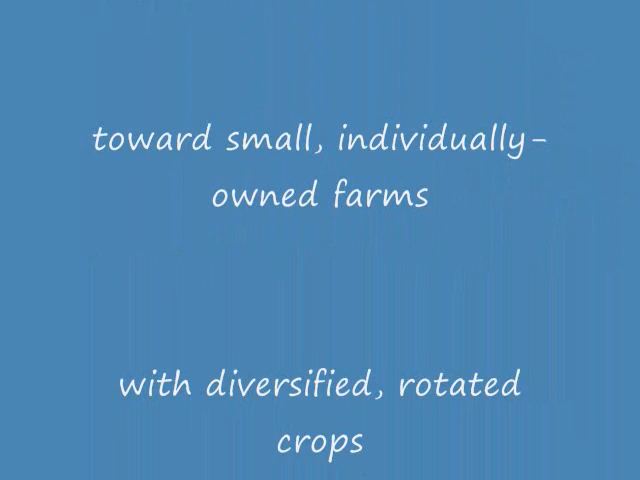 toward small, individually-
owned farms
with diversified, rotated
crops